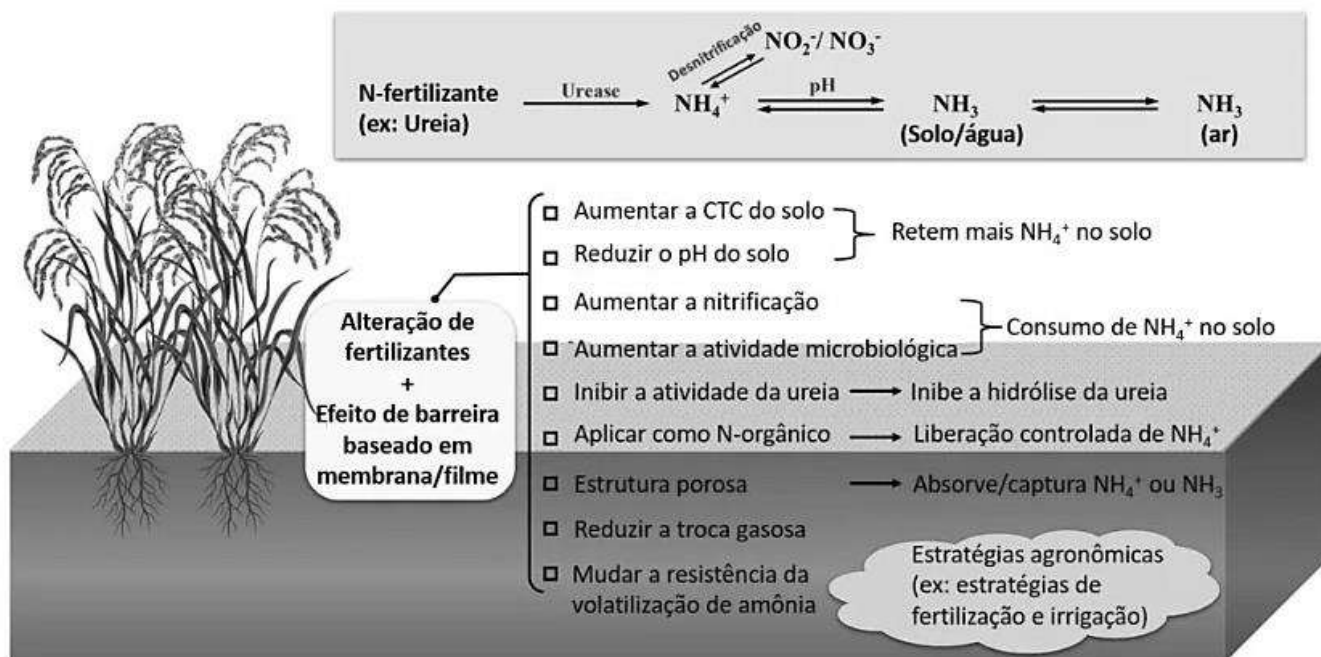 Desnitrificação
NO₂⁻/ NO₃⁻
N-fertilizante
(ex: Ureia)
Urease
NH₄⁺
pH
NH₃
(Solo/água)
NH₃
(ar)
Alteração de
fertilizantes
+
Efeito de barreira
baseado em
membrana/filme
Aumentar a CTC do solo
Reduzir o pH do solo
Retem mais NH₄⁺ no solo
Aumentar a nitrificação
Aumentar a atividade microbiológica
Consumo de NH₄⁺ no solo
Inibir a atividade da ureia
Inibe a hidrólise da ureia
Aplicar como N-orgânico
Liberação controlada de NH₄⁺
Estrutura porosa
Absorve/captura NH₄⁺ ou NH₃
Reduzir a troca gasosa
Mudar a resistência da
volatilização de amônia
Estratégias agronômicas
(ex: estratégias de
fertilização e irrigação)